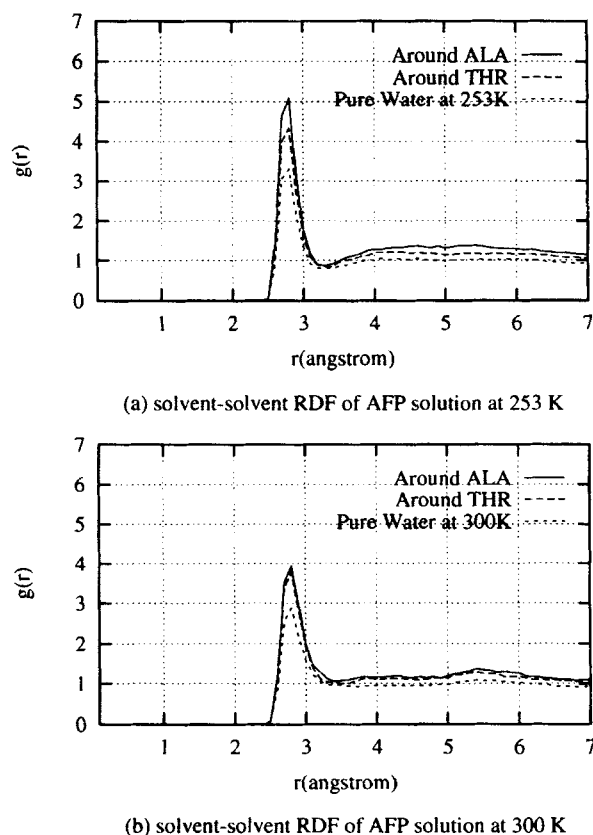 7
6
5
4
3
2
1
0
g(r)
Around ALA
Around THR
Pure Water at 253K
1 2 3 4 5 6 7
r(angstrom)
(a) solvent-solvent RDF of AFP solution at 253 K
7
6
5
4
3
2
1
0
g(r)
Around ALA
Around THR
Pure Water at 300K
1 2 3 4 5 6 7
r(angstrom)
(b) solvent-solvent RDF of AFP solution at 300 K